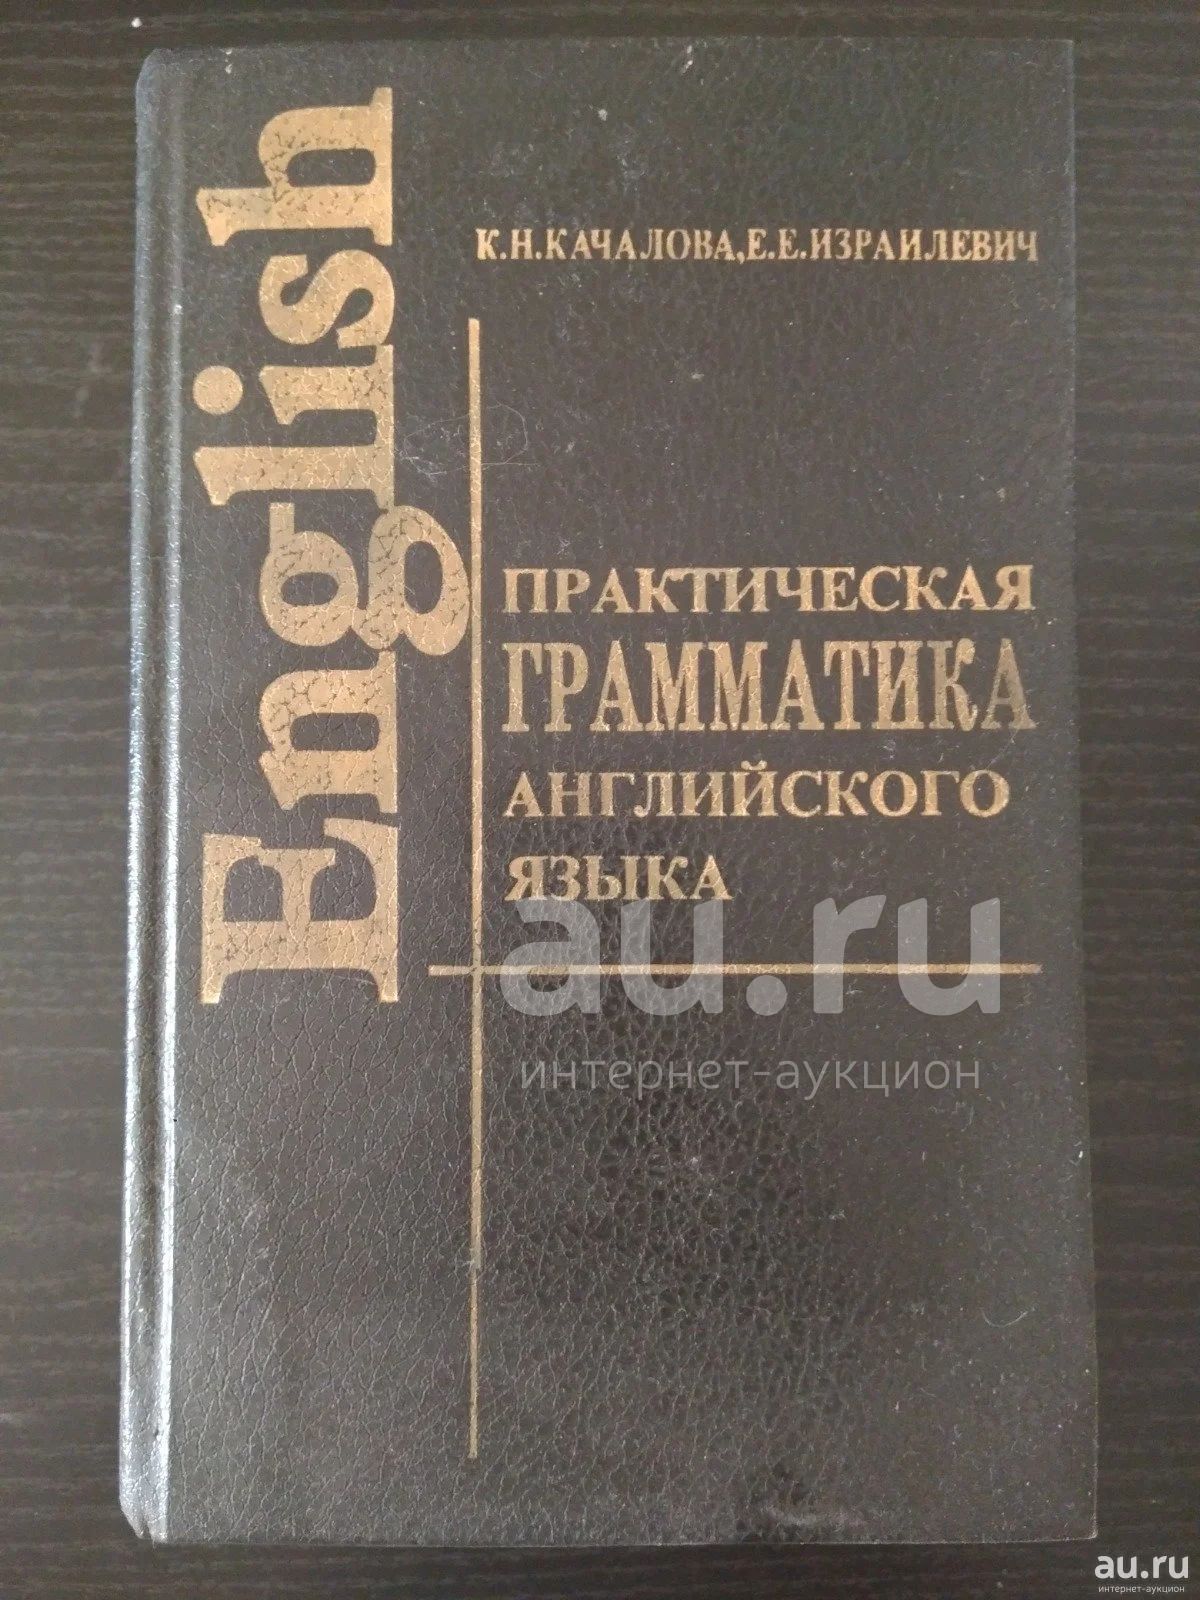 English
К.Н.КАЧАЛОВА,Е.Е.ИЗРАИЛЕВИЧ
ПРАКТИЧЕСКАЯ
ГРАММАТИКА
АНГЛИЙСКОГО
ЯЗЫКА
au.ru
интернет-аукцион
au.ru
интернет-аукцион